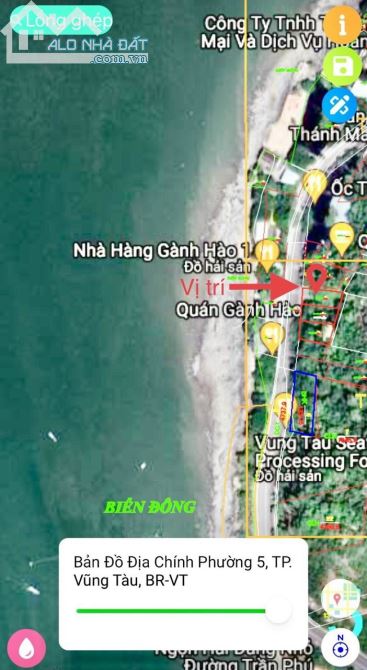 Lồng ghép
ALO NHÀ ĐẤT
.com.vn
Công Ty Tnhh T
Mại Và Dịch Vụ Hoàn
Thánh Mẫ
Ốc T
Nhà Hàng Gành Hào 1
Đồ hải sản
Vị trí
Quán Gành Hào
Vung Tau Sea
Processing Fo
Đồ hải sản
BIỂN ĐÔNG
Bản Đồ Địa Chính Phường 5, TP.
Vũng Tàu, BR-VT
N
Đường Trần Phú